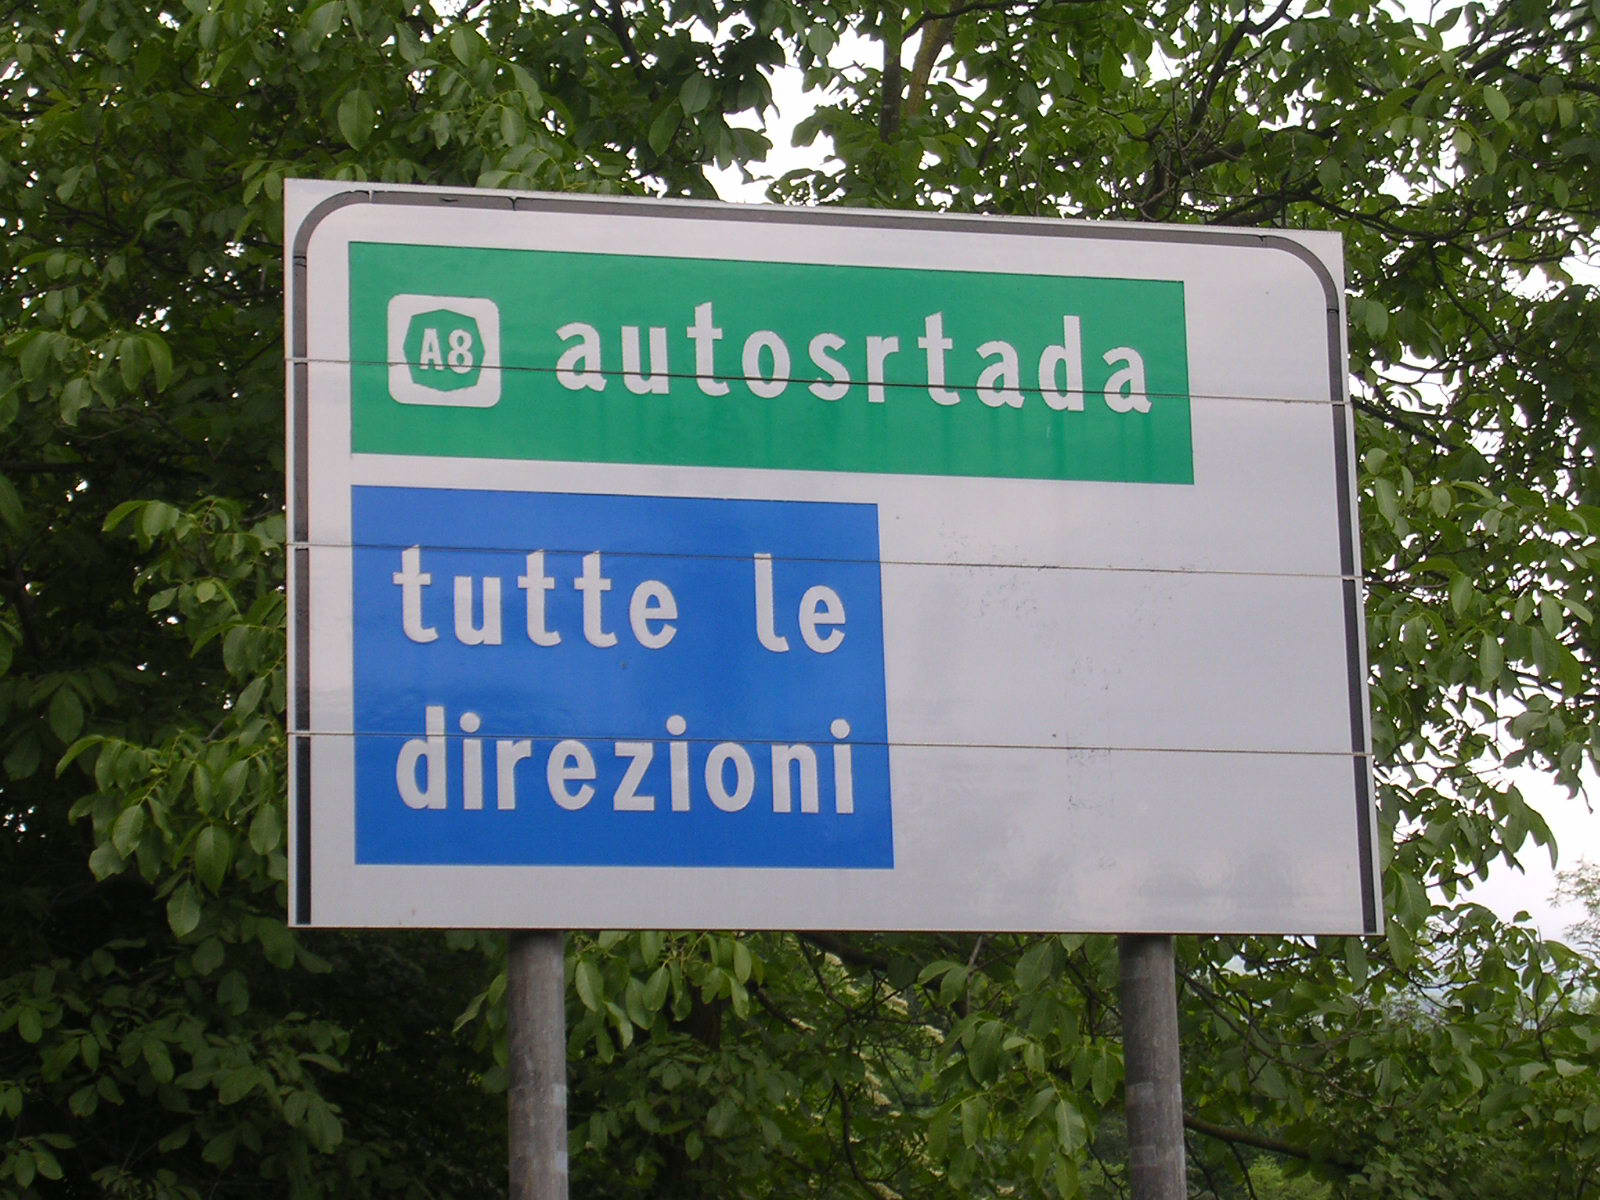 A8 autosrtada
tutte le
direzioni